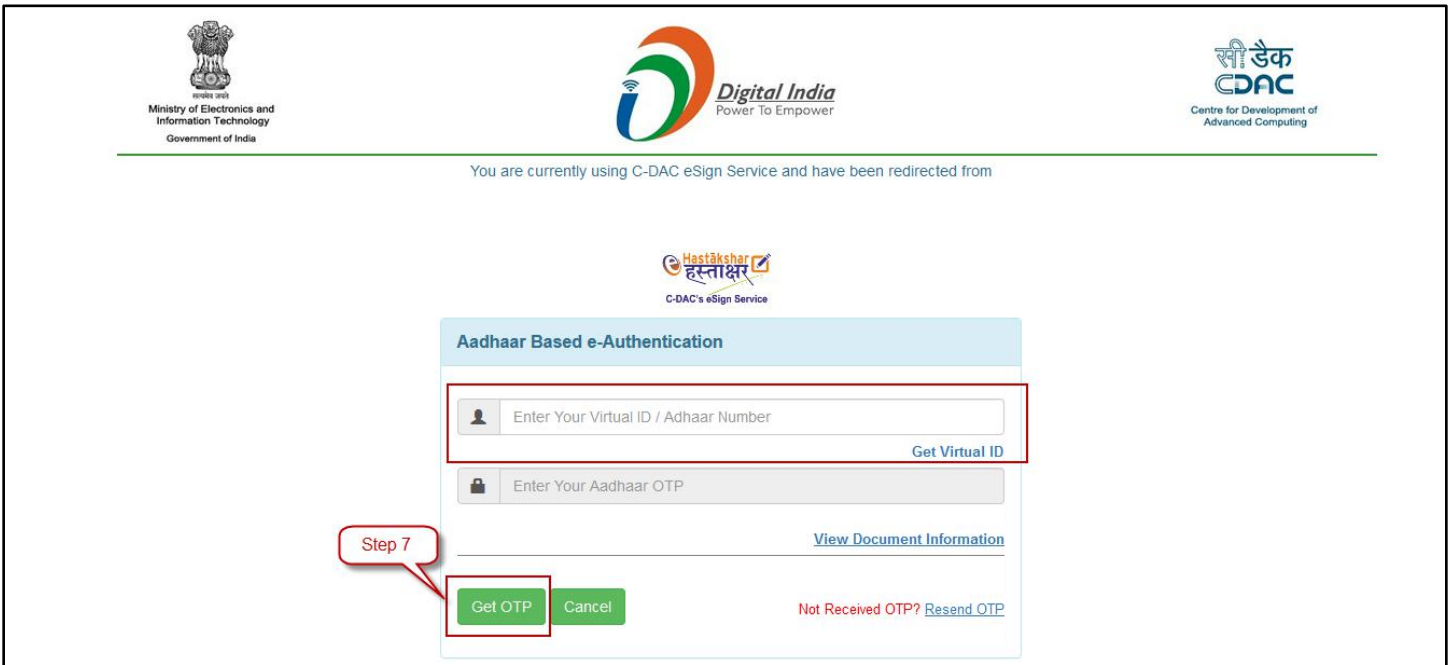 सत्यमेव जयते
Ministry of Electronics and
Information Technology
Government of India
Digital India
Power To Empower
सी डैक
CDAC
Centre for Development of
Advanced Computing
You are currently using C-DAC eSign Service and have been redirected from
e Hastākshar
हस्ताक्षर
C-DAC's eSign Service
Aadhaar Based e-Authentication
Enter Your Virtual ID / Adhaar Number
Get Virtual ID
Enter Your Aadhaar OTP
View Document Information
Step 7
Get OTP
Cancel
Not Received OTP? Resend OTP